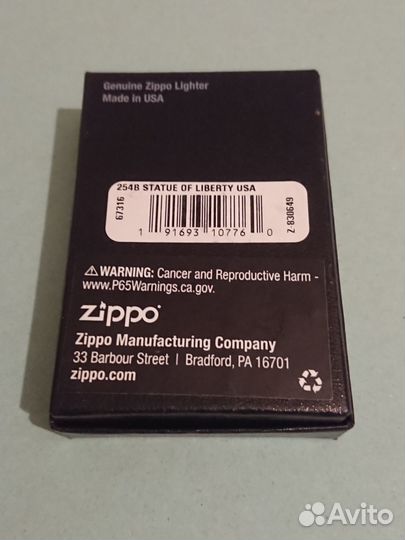 Genuine Zippo Lighter
Made in USA
254B STATUE OF LIBERTY USA
67316
Z-830649
1 91693 10776 0
⚠WARNING: Cancer and Reproductive Harm -
www.P65Warnings.ca.gov.
zippo
Zippo Manufacturing Company
33 Barbour Street | Bradford, PA 16701
zippo.com
Avito